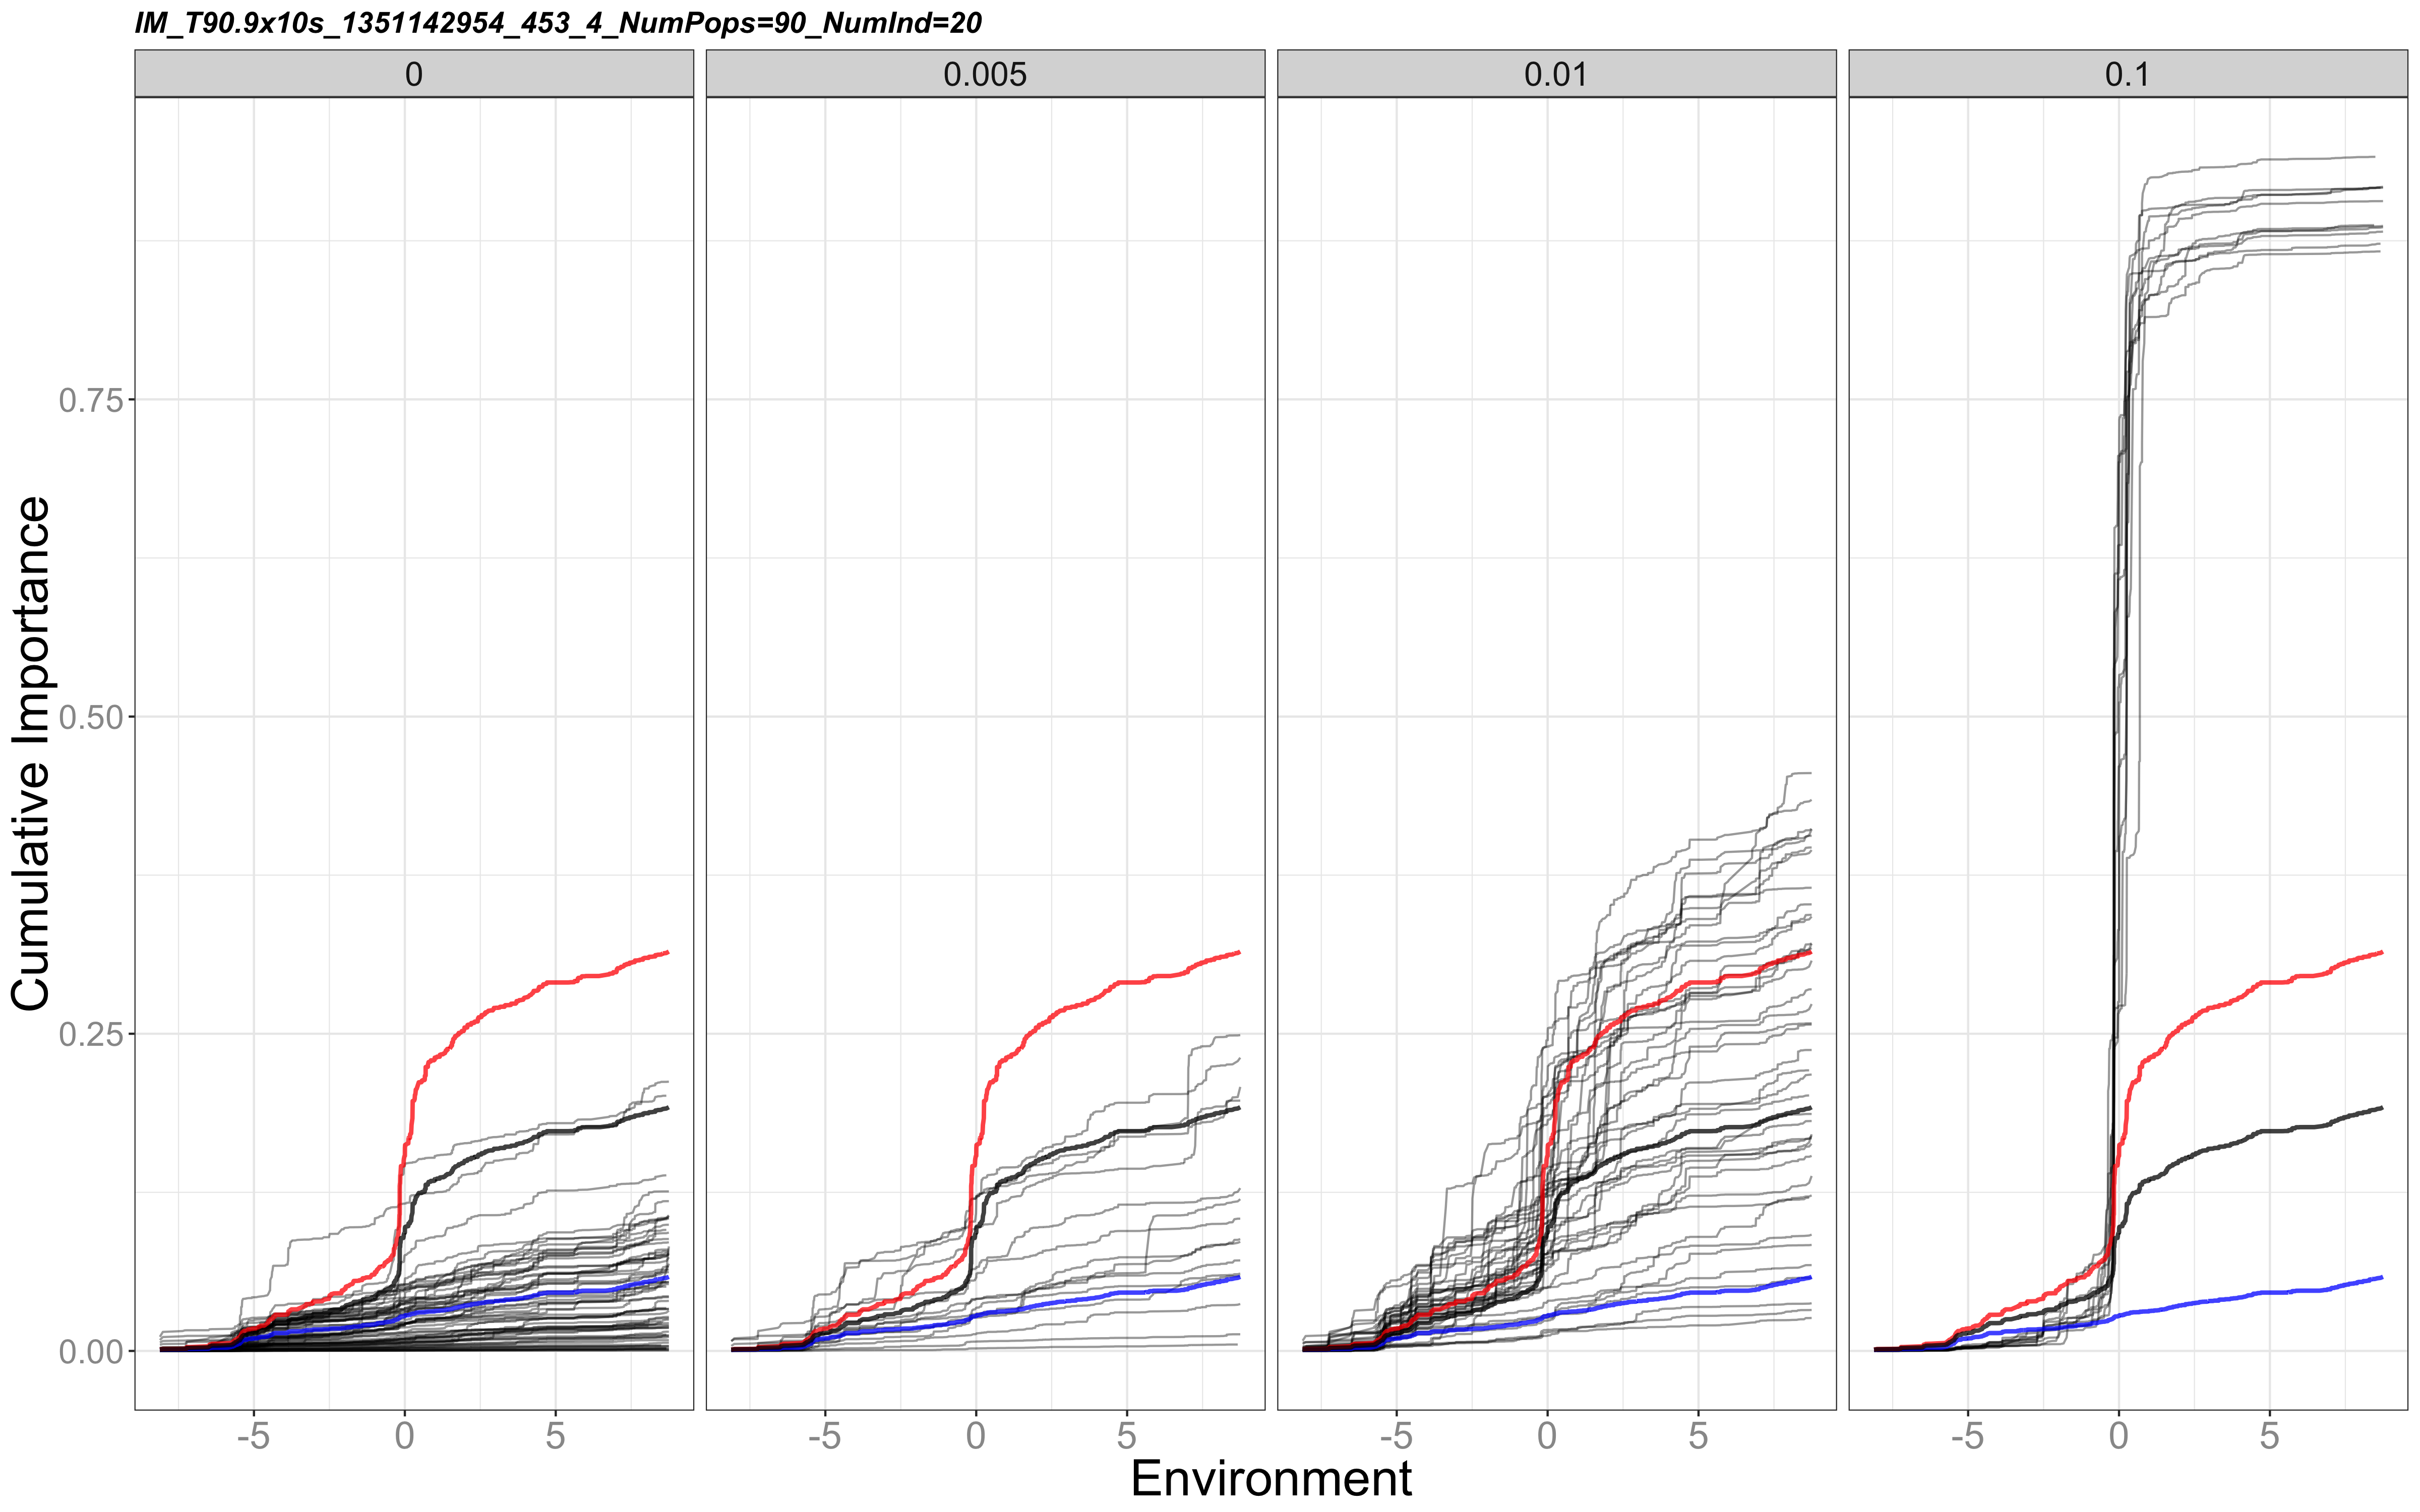 IM_T90.9x10s_1351142954_453_4_NumPops=90_NumInd=20
0 0.005 0.01 0.1
Cumulative Importance
0.75
0.50
0.25
0.00
-5 0 5 -5 0 5 -5 0 5 -5 0 5
Environment